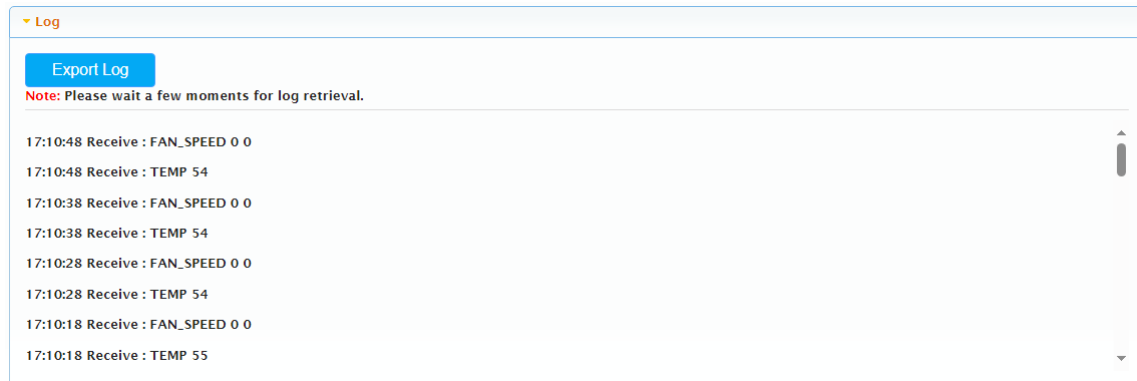 Log
Export Log
Note: Please wait a few moments for log retrieval.
17:10:48 Receive : FAN_SPEED 0 0
17:10:48 Receive : TEMP 54
17:10:38 Receive : FAN_SPEED 0 0
17:10:38 Receive : TEMP 54
17:10:28 Receive : FAN_SPEED 0 0
17:10:28 Receive : TEMP 54
17:10:18 Receive : FAN_SPEED 0 0
17:10:18 Receive : TEMP 55